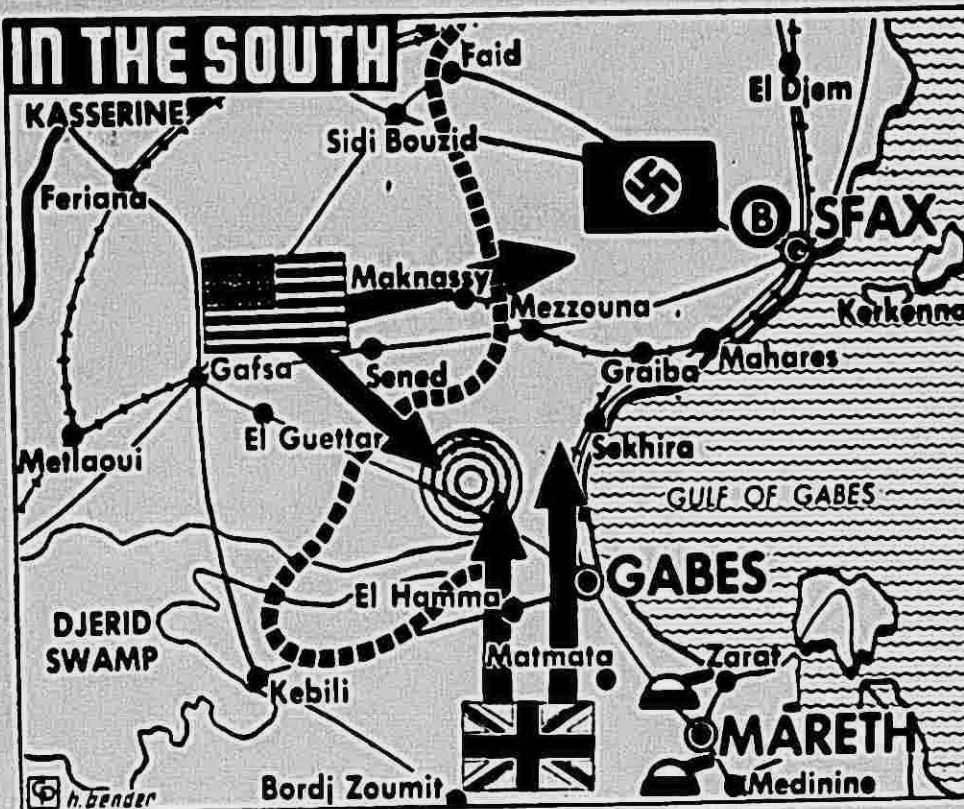 IN THE SOUTH
Faid
El Djem
KASSERINE
Sidi Bouzid
Feriana
B SFAX
Maknassy
Mezzouna
Kerkenna
Gafsa
Sened
Graiba
Mahares
El Guettar
Metlaoui
Sekhira
GULF OF GABES
GABES
El Hamma
DJERID
SWAMP
Matmata
Zarat
Kebili
MARETH
Bordj Zoumit
Medinine
CP h.bender